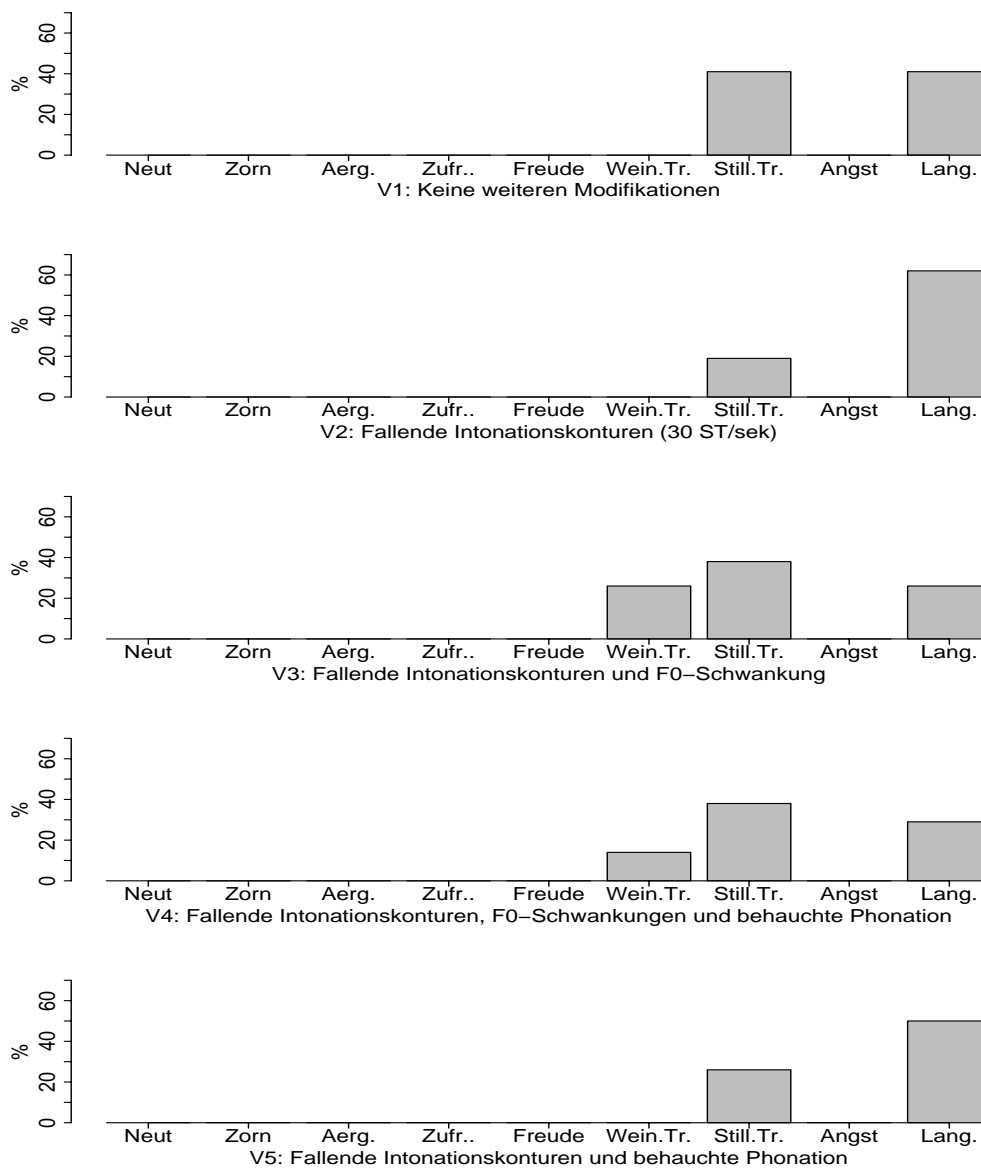 60
40
20
0
%
Neut Zorn Aerg. Zufr.. Freude Wein.Tr. Still.Tr. Angst Lang.
V1: Keine weiteren Modifikationen
60
40
20
0
%
Neut Zorn Aerg. Zufr.. Freude Wein.Tr. Still.Tr. Angst Lang.
V2: Fallende Intonationskonturen (30 ST/sek)
60
40
20
0
%
Neut Zorn Aerg. Zufr.. Freude Wein.Tr. Still.Tr. Angst Lang.
V3: Fallende Intonationskonturen und F0−Schwankung
60
40
20
0
%
Neut Zorn Aerg. Zufr.. Freude Wein.Tr. Still.Tr. Angst Lang.
V4: Fallende Intonationskonturen, F0−Schwankungen und behauchte Phonation
60
40
20
0
%
Neut Zorn Aerg. Zufr.. Freude Wein.Tr. Still.Tr. Angst Lang.
V5: Fallende Intonationskonturen und behauchte Phonation